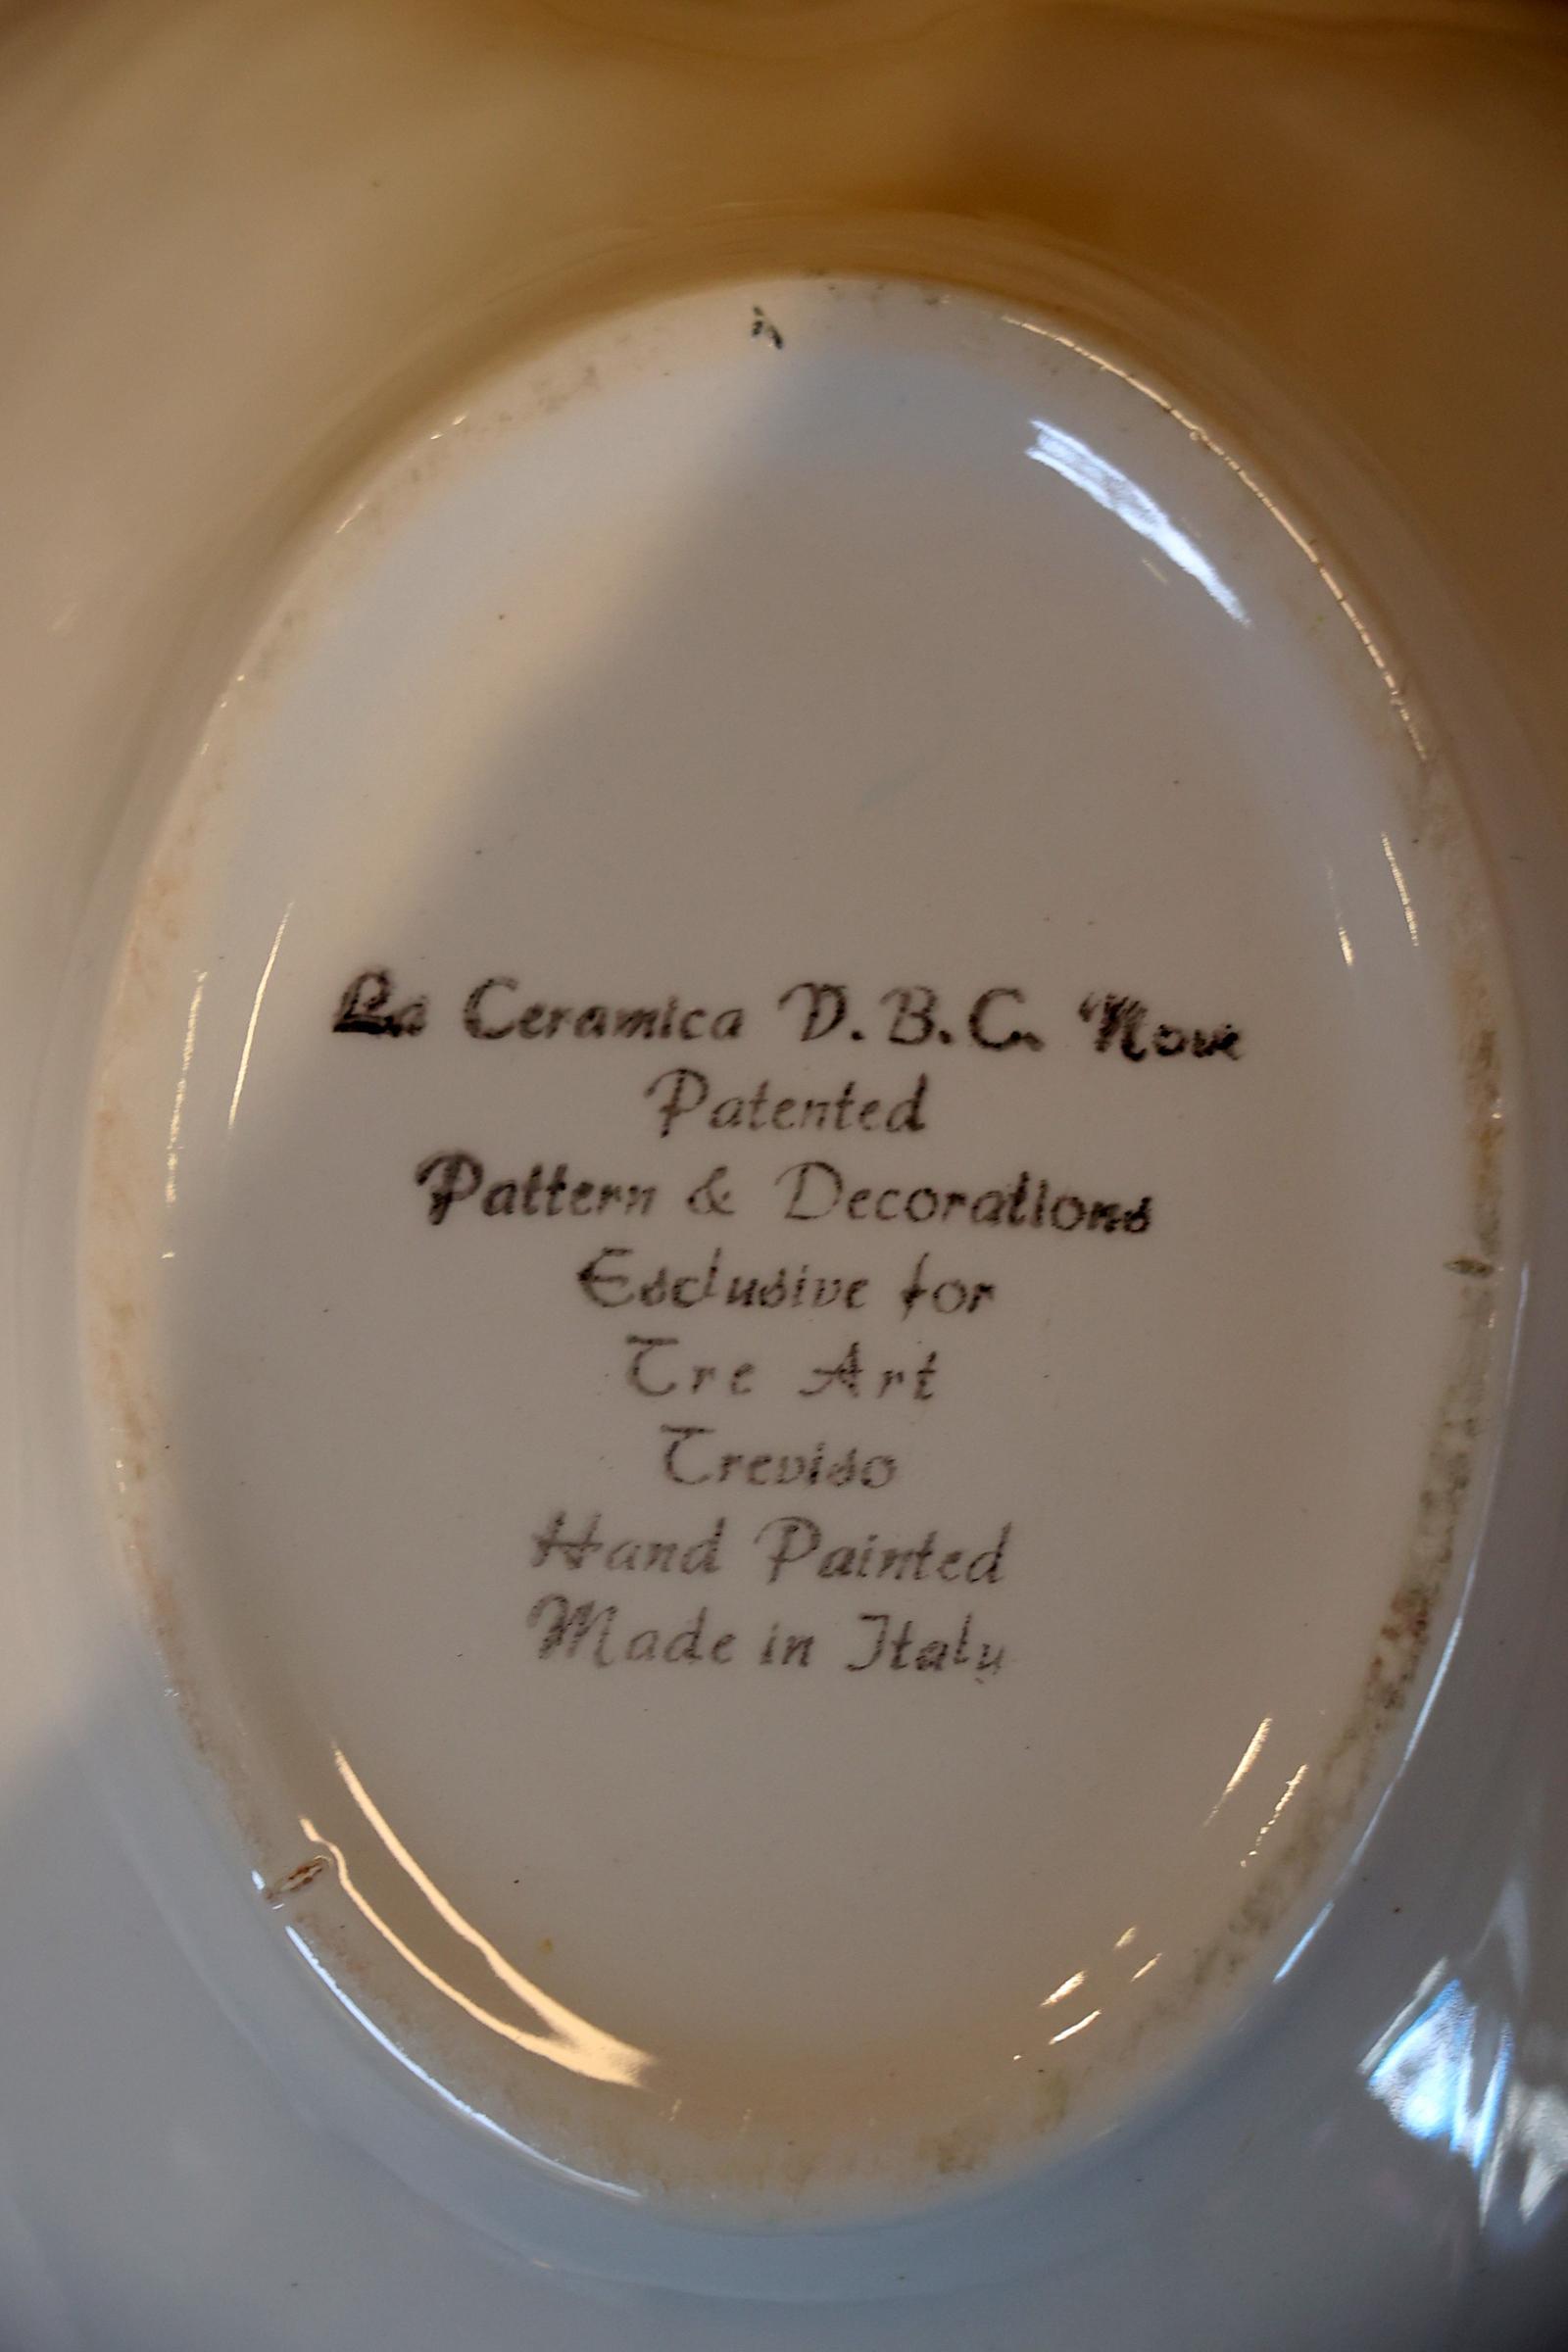 La Ceramica V.B.C. Nove
Patented
Pattern & Decorations
Esclusive for
Tre Art
Treviso
Hand Painted
Made in Italy